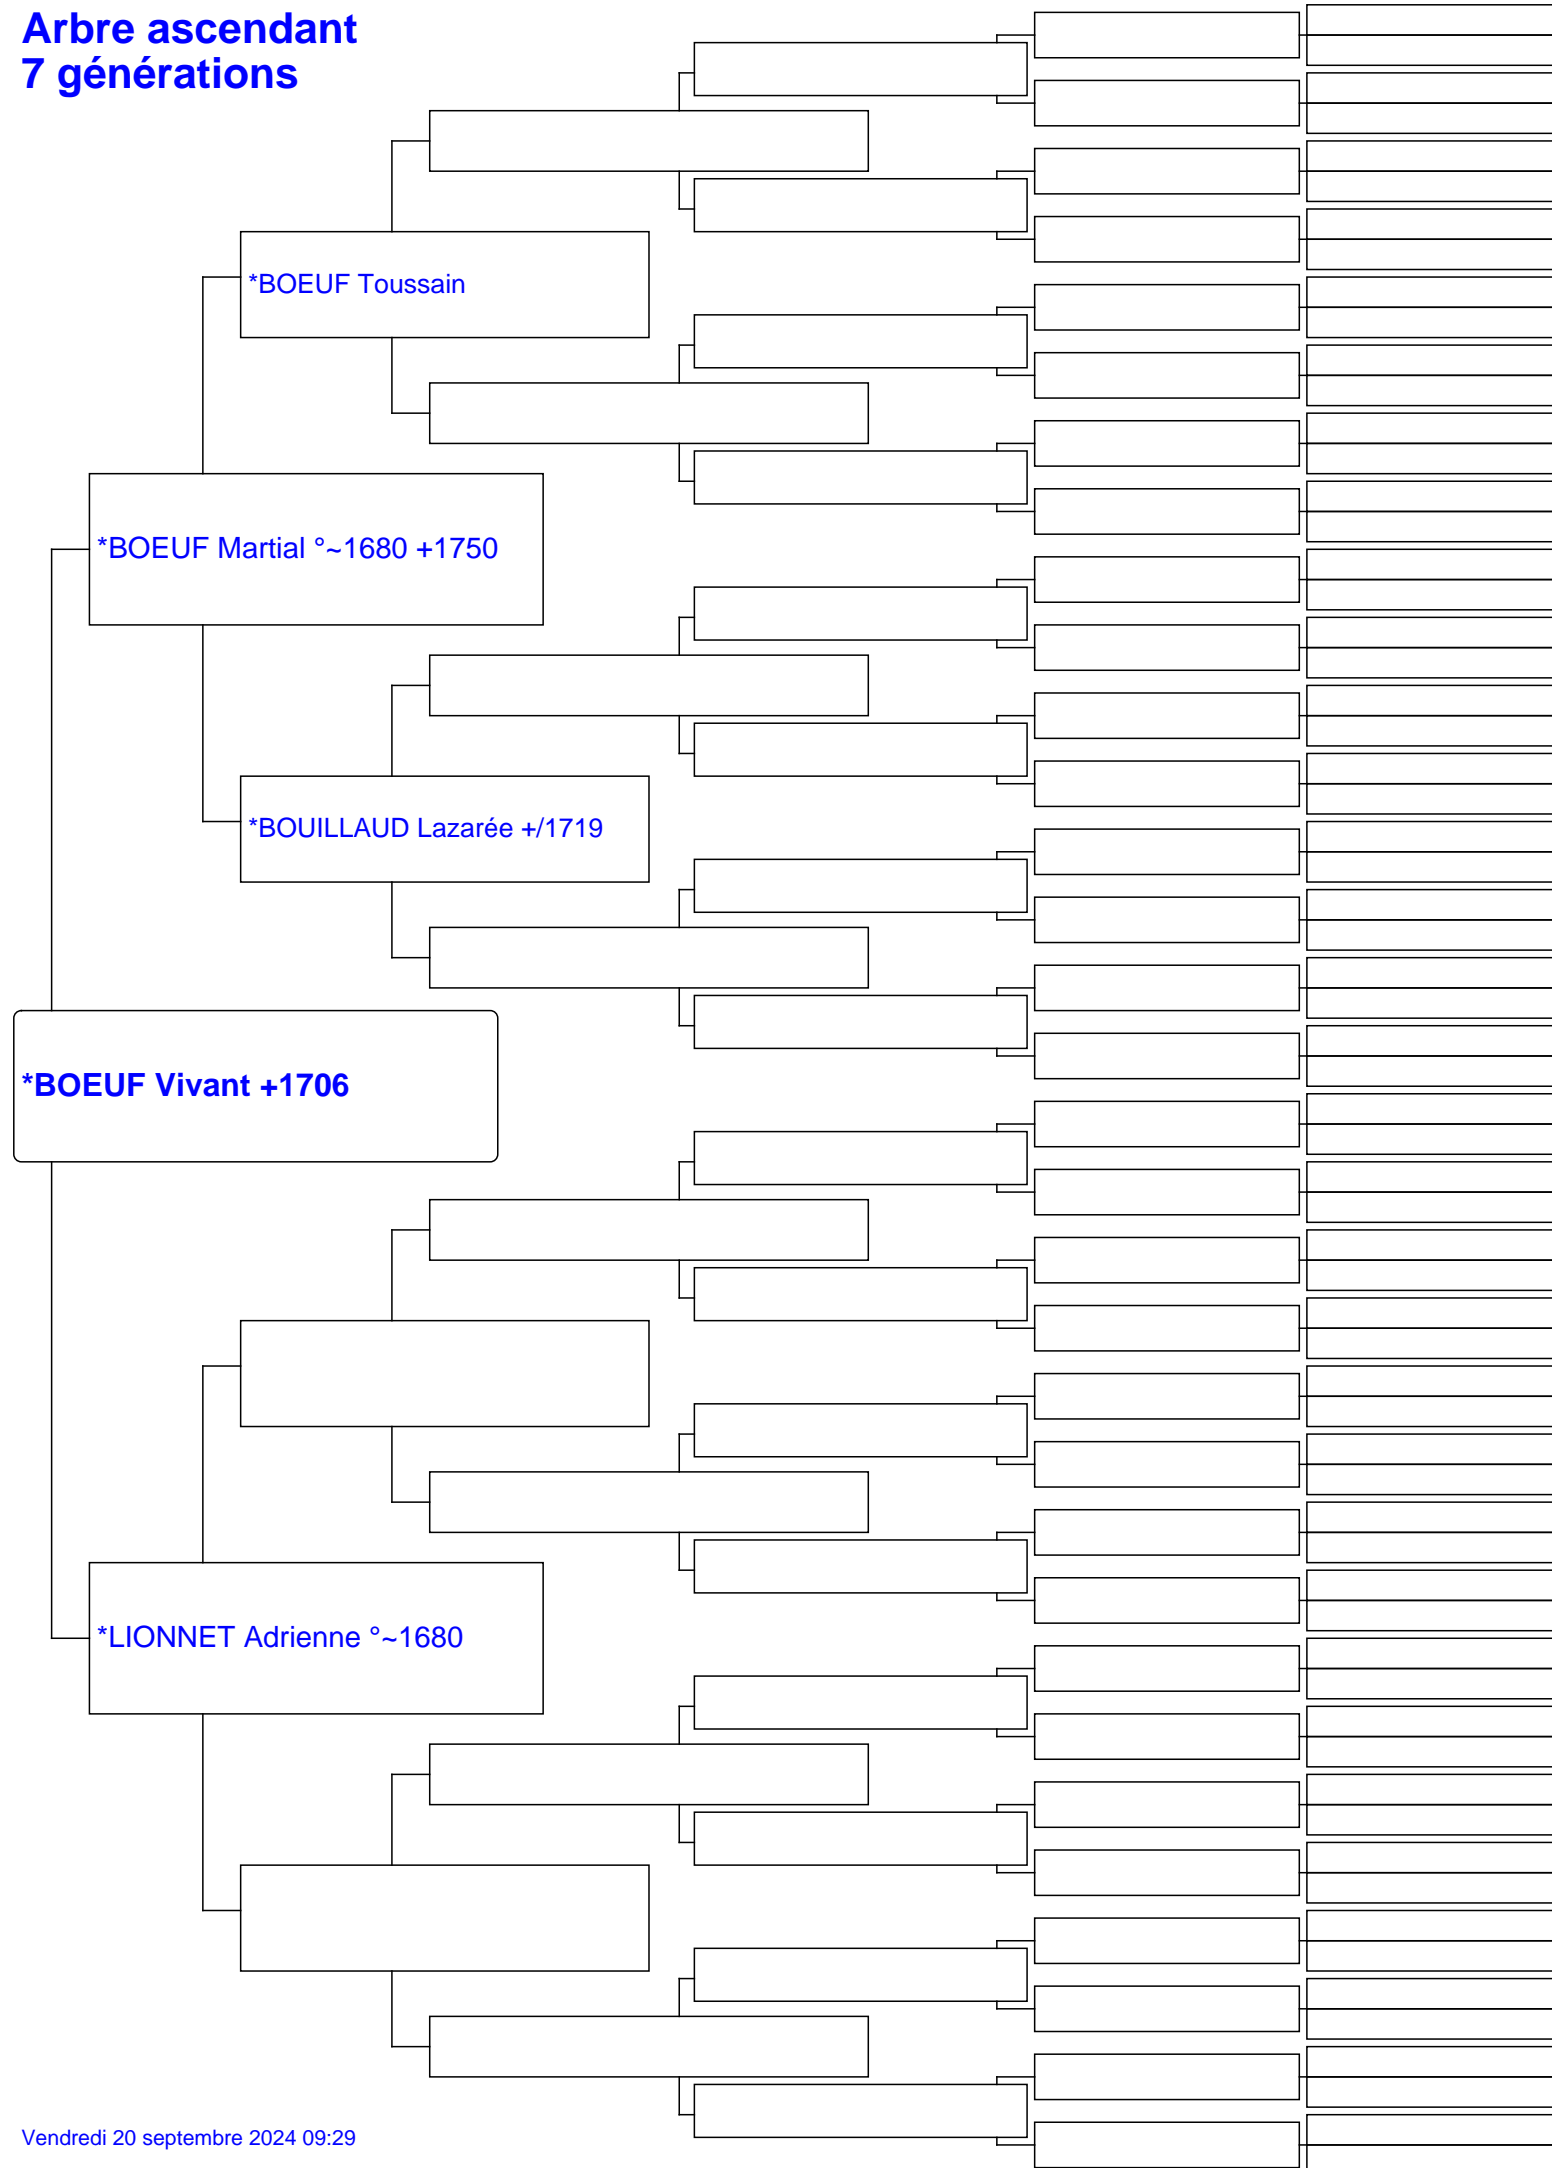 Arbre ascendant
7 générations
*BOEUF Toussain
*BOEUF Martial °~1680 +1750
*BOUILLAUD Lazarée +/1719
*BOEUF Vivant +1706
*LIONNET Adrienne °~1680
Vendredi 20 septembre 2024 09:29